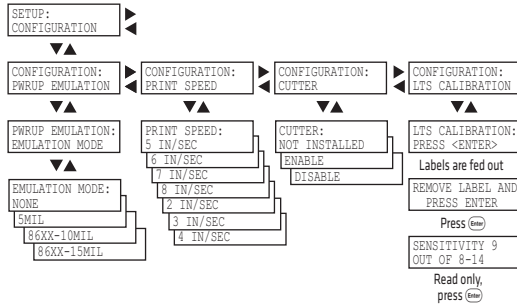 SETUP:
CONFIGURATION
CONFIGURATION:
PWRUP EMULATION
CONFIGURATION:
PRINT SPEED
CONFIGURATION:
CUTTER
CONFIGURATION:
LTS CALIBRATION
PWRUP EMULATION:
EMULATION MODE
EMULATION MODE:
NONE
5MIL
86XX-10MIL
86XX-15MIL
PRINT SPEED:
5 IN/SEC
6 IN/SEC
7 IN/SEC
8 IN/SEC
2 IN/SEC
3 IN/SEC
4 IN/SEC
CUTTER:
NOT INSTALLED
ENABLE
DISABLE
LTS CALIBRATION:
PRESS <ENTER>
Labels are fed out
REMOVE LABEL AND
PRESS ENTER
Press Enter
SENSITIVITY 9
OUT OF 8-14
Read only,
press Enter